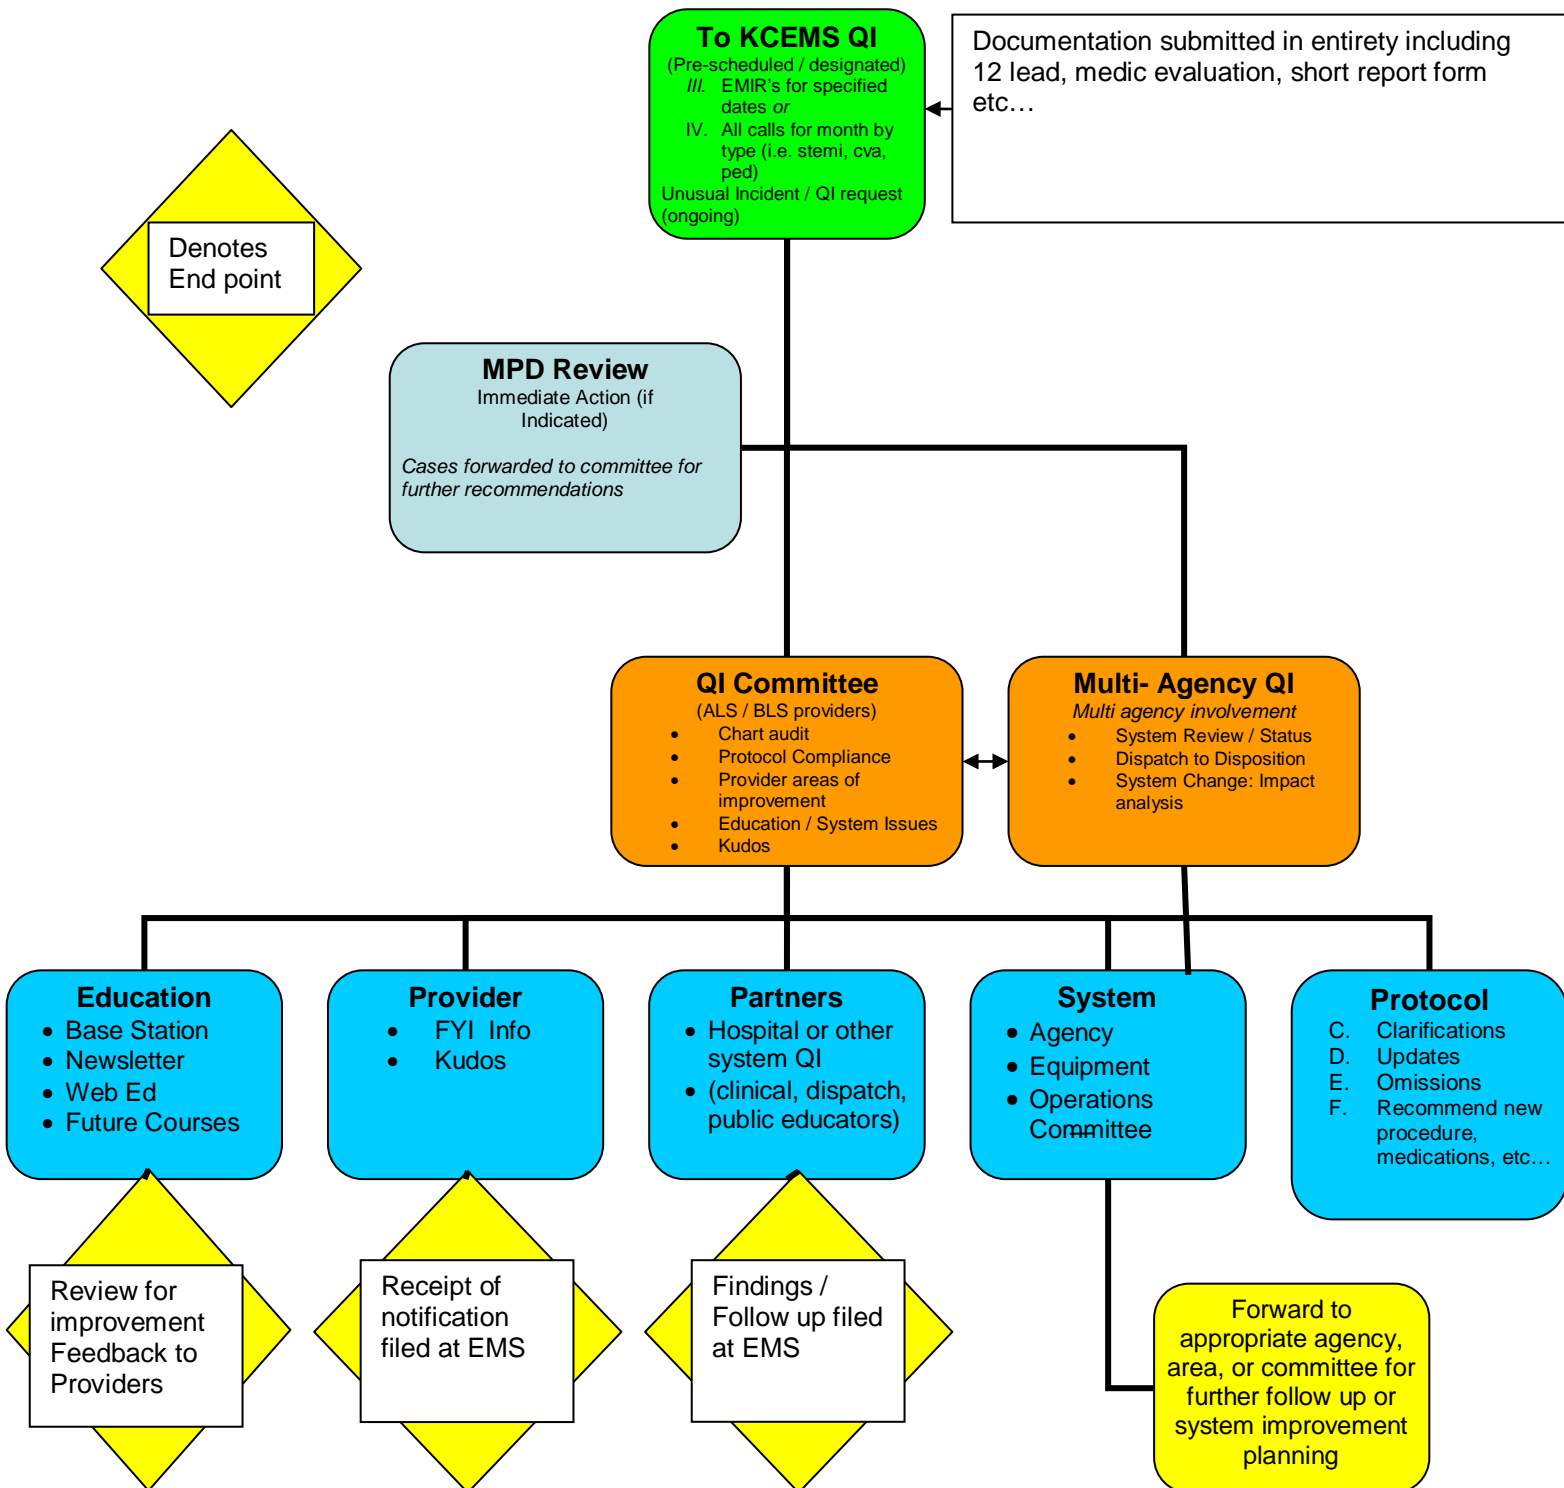 To KCEMS QI
(Pre-scheduled / designated)
III. EMIR's for specified
dates or
IV. All calls for month by
type (i.e. stemi, cva,
ped)
Unusual Incident / QI request
(ongoing)
Documentation submitted in entirety including
12 lead, medic evaluation, short report form
etc…
Denotes
End point
MPD Review
Immediate Action (if
Indicated)
Cases forwarded to committee for
further recommendations
QI Committee
(ALS / BLS providers)
• Chart audit
• Protocol Compliance
• Provider areas of
improvement
• Education / System Issues
• Kudos
Multi- Agency QI
Multi agency involvement
• System Review / Status
• Dispatch to Disposition
• System Change: Impact
analysis
Education
• Base Station
• Newsletter
• Web Ed
• Future Courses
Provider
• FYI Info
• Kudos
Partners
• Hospital or other
system QI
• (clinical, dispatch,
public educators)
System
• Agency
• Equipment
• Operations
Committee
Protocol
C. Clarifications
D. Updates
E. Omissions
F. Recommend new
procedure,
medications, etc…
Review for
improvement
Feedback to
Providers
Receipt of
notification
filed at EMS
Findings /
Follow up filed
at EMS
Forward to
appropriate agency,
area, or committee for
further follow up or
system improvement
planning